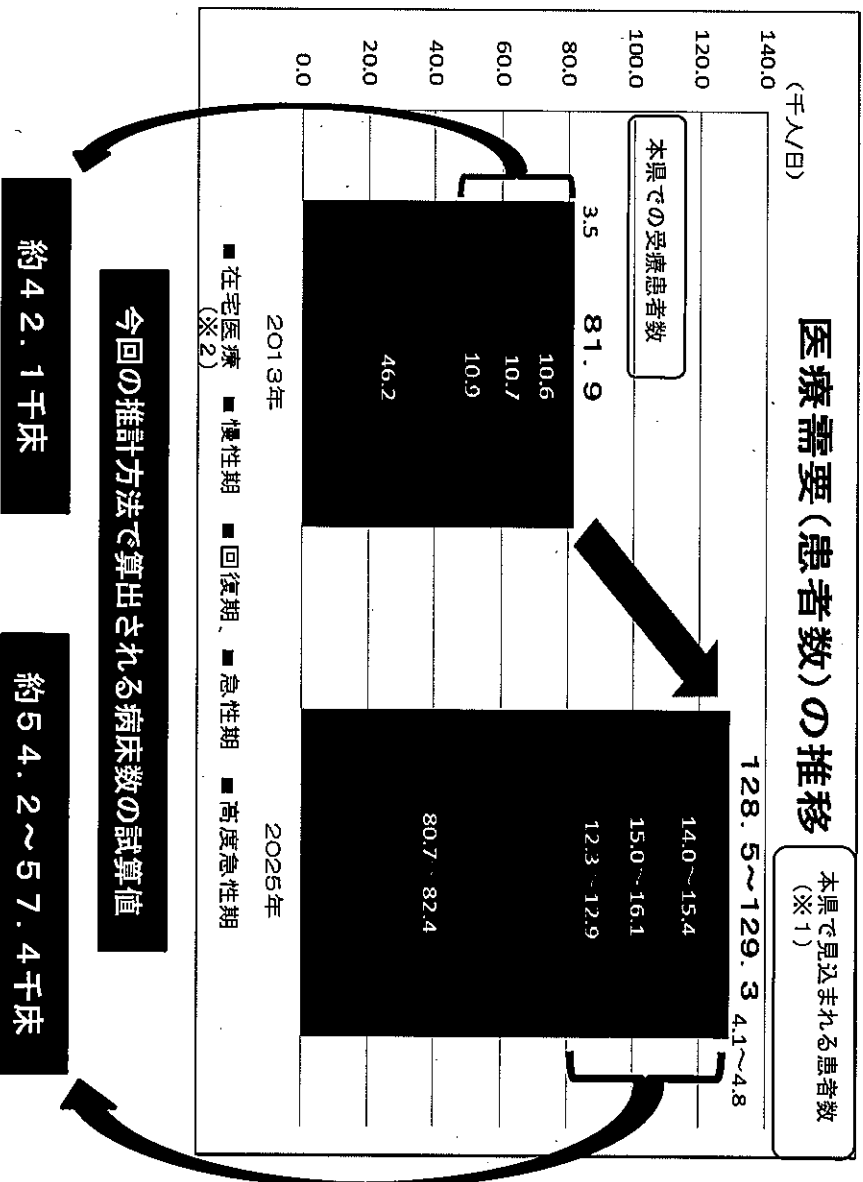 医療需要(患者数)の推移
(千人/日)
140.0
120.0
100.0
80.0
60.0
40.0
20.0
0.0
本県での受療患者数
本県で見込まれる患者数
(※1)
3.5
81.9
10.6
10.7
10.9
46.2
128.5～129.3
4.1～4.8
14.0～15.4
15.0～16.1
12.3～12.9
80.7～82.4
2013年
2025年
■在宅医療 ■慢性期 ■回復期、■急性期 ■高度急性期
(※2)
今回の推計方法で算出される病床数の試算値
約42.1千床
約54.2～57.4千床